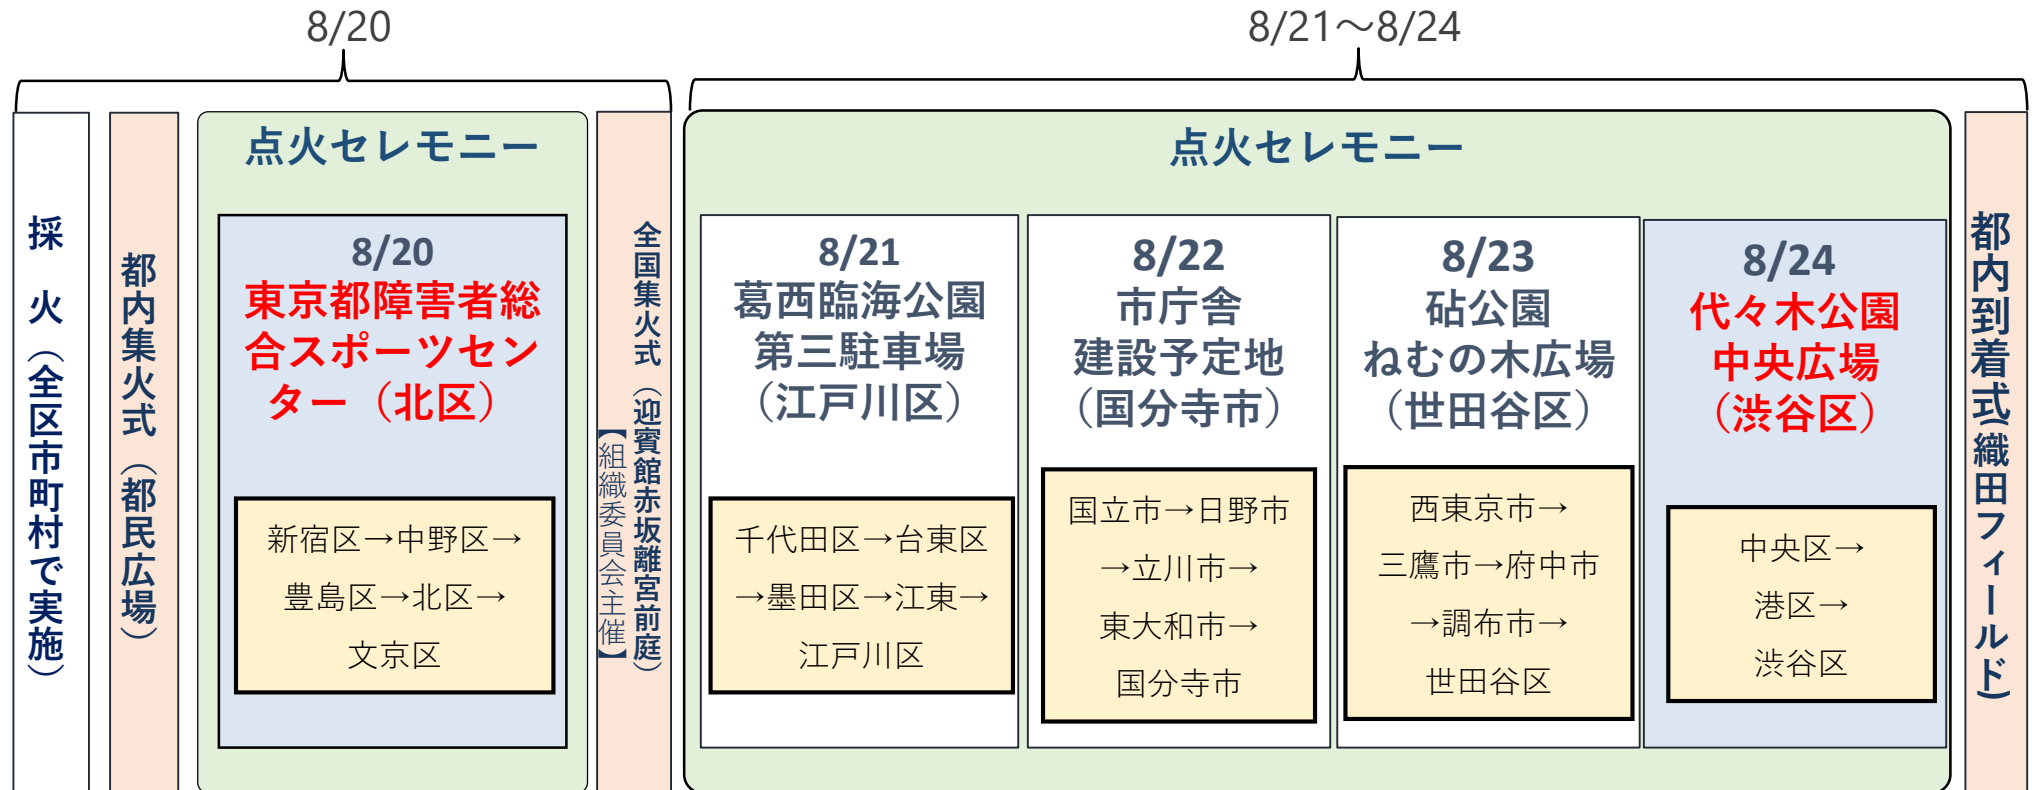 8/20
8/21～8/24
採　火（全区市町村で実施）
都内集火式（都民広場）
点火セレモニー
8/20
東京都障害者総
合スポーツセン
ター（北区）
新宿区→中野区→
豊島区→北区→
文京区
全国集火式（迎賓館赤坂離宮前庭）
【組織委員会主催】
点火セレモニー
8/21
葛西臨海公園
第三駐車場
（江戸川区）
千代田区→台東区
→墨田区→江東→
江戸川区
8/22
市庁舎
建設予定地
（国分寺市）
国立市→日野市
→立川市→
東大和市→
国分寺市
8/23
砧公園
ねむの木広場
（世田谷区）
西東京市→
三鷹市→府中市
→調布市→
世田谷区
8/24
代々木公園
中央広場
（渋谷区）
中央区→
港区→
渋谷区
都内到着式(織田フィールド)